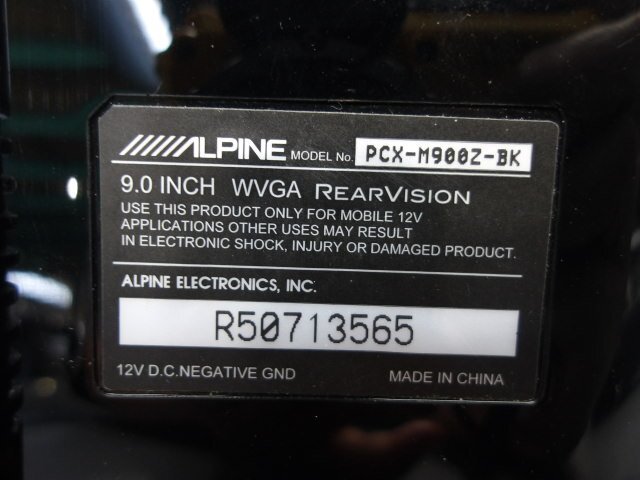 ALPINE MODEL No. PCX-M900Z-BK
9.0 INCH WVGA REARVISION
USE THIS PRODUCT ONLY FOR MOBILE 12V
APPLICATIONS OTHER USES MAY RESULT
IN ELECTRONIC SHOCK, INJURY OR DAMAGED PRODUCT.
ALPINE ELECTRONICS, INC.
R50713565
12V D.C.NEGATIVE GND MADE IN CHINA